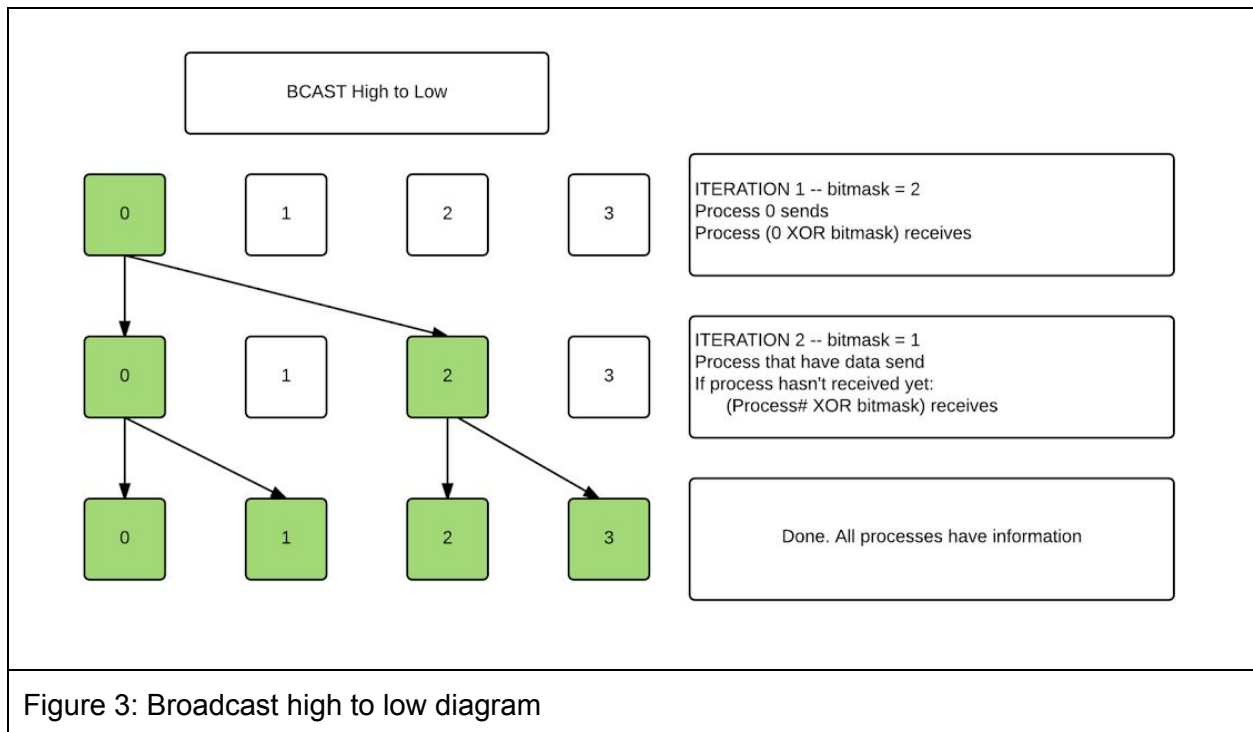 BCAST High to Low
0 1 2 3
ITERATION 1 -- bitmask = 2
Process 0 sends
Process (0 XOR bitmask) receives
0 1 2 3
ITERATION 2 -- bitmask = 1
Process that have data send
If process hasn't received yet:
(Process# XOR bitmask) receives
0 1 2 3
Done. All processes have information
Figure 3: Broadcast high to low diagram